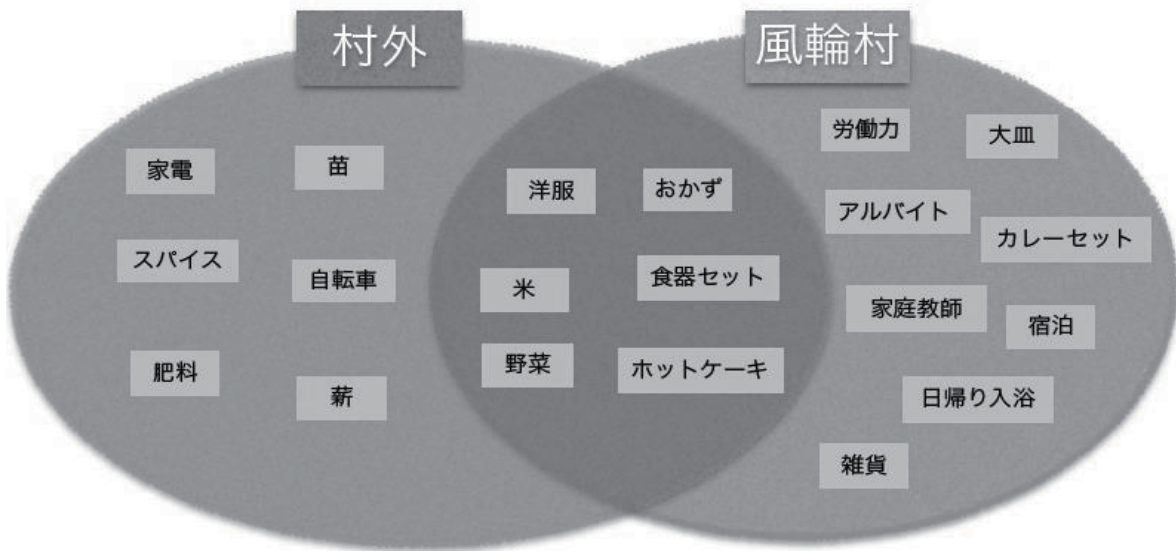 村外
風輪村
家電
苗
スパイス
自転車
肥料
薪
洋服
おかず
米
食器セット
野菜
ホットケーキ
労働力
大皿
アルバイト
カレーセット
家庭教師
宿泊
日帰り入浴
雑貨